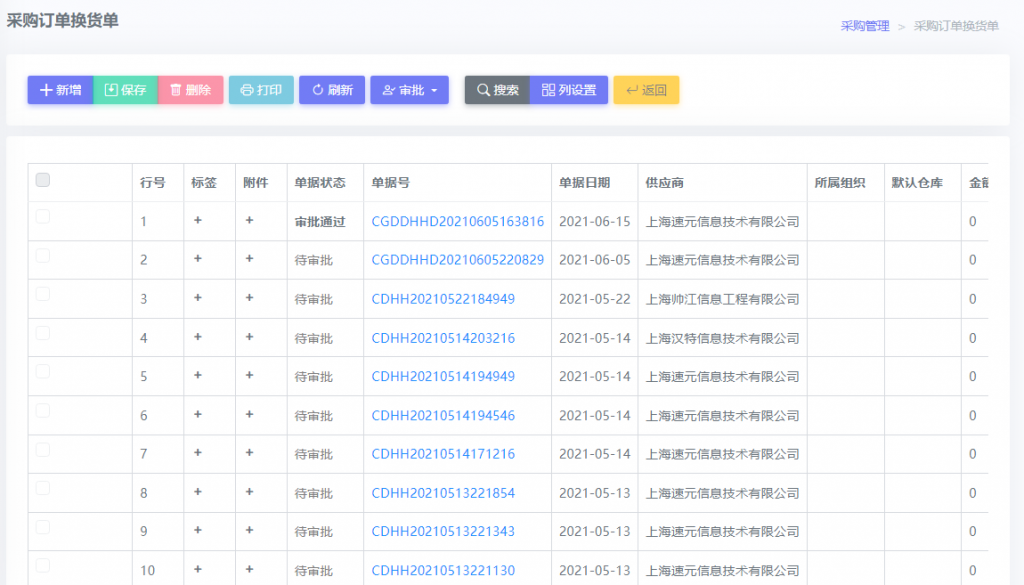 采购订单换货单
采购管理 > 采购订单换货单
新增 保存 删除 打印 刷新 审批 搜索 列设置 返回
行号 标签 附件 单据状态 单据号 单据日期 供应商 所属组织 默认仓库
1 + + 审批通过 CGDDHHD20210605163816 2021-06-15 上海速元信息技术有限公司 0
2 + + 待审批 CGDDHHD20210605220829 2021-06-05 上海速元信息技术有限公司 0
3 + + 待审批 CDHH20210522184949 2021-05-22 上海帅江信息工程有限公司 0
4 + + 待审批 CDHH20210514203216 2021-05-14 上海汉特信息技术有限公司 0
5 + + 待审批 CDHH20210514194949 2021-05-14 上海速元信息技术有限公司 0
6 + + 待审批 CDHH20210514194546 2021-05-14 上海速元信息技术有限公司 0
7 + + 待审批 CDHH20210514171216 2021-05-14 上海速元信息技术有限公司 0
8 + + 待审批 CDHH20210513221854 2021-05-13 上海速元信息技术有限公司 0
9 + + 待审批 CDHH20210513221343 2021-05-13 上海速元信息技术有限公司 0
10 + + 待审批 CDHH20210513221130 2021-05-13 上海速元信息技术有限公司 0